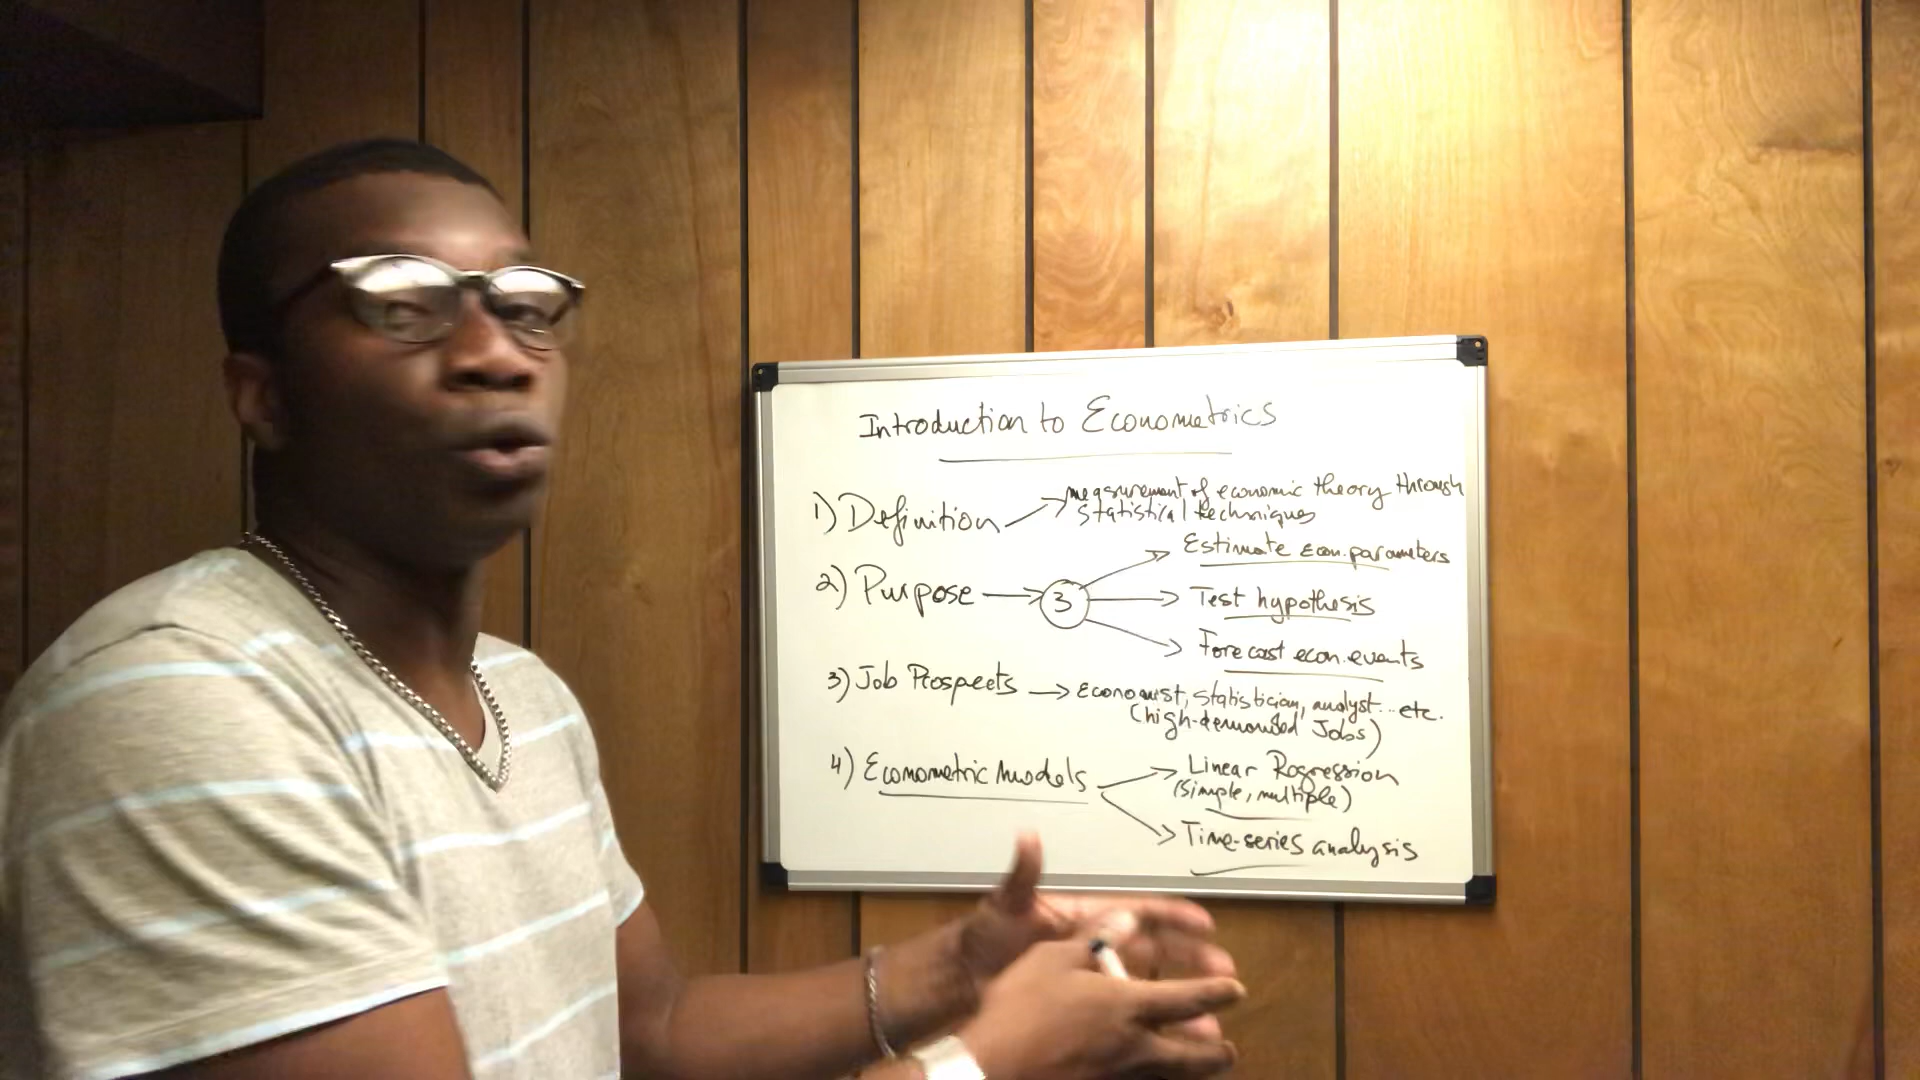 Introduction to Econometrics
1) Definition → measurement of economic theory through
statistical techniques
2) Purpose → 3 → Estimate econ. parameters
→ Test hypothesis
→ Forecast econ. events
3) Job Prospects → Economist, statistician, analyst... etc.
(high-demanded Jobs)
4) Econometric Models → Linear Regression
(simple, multiple)
→ Time-series analysis